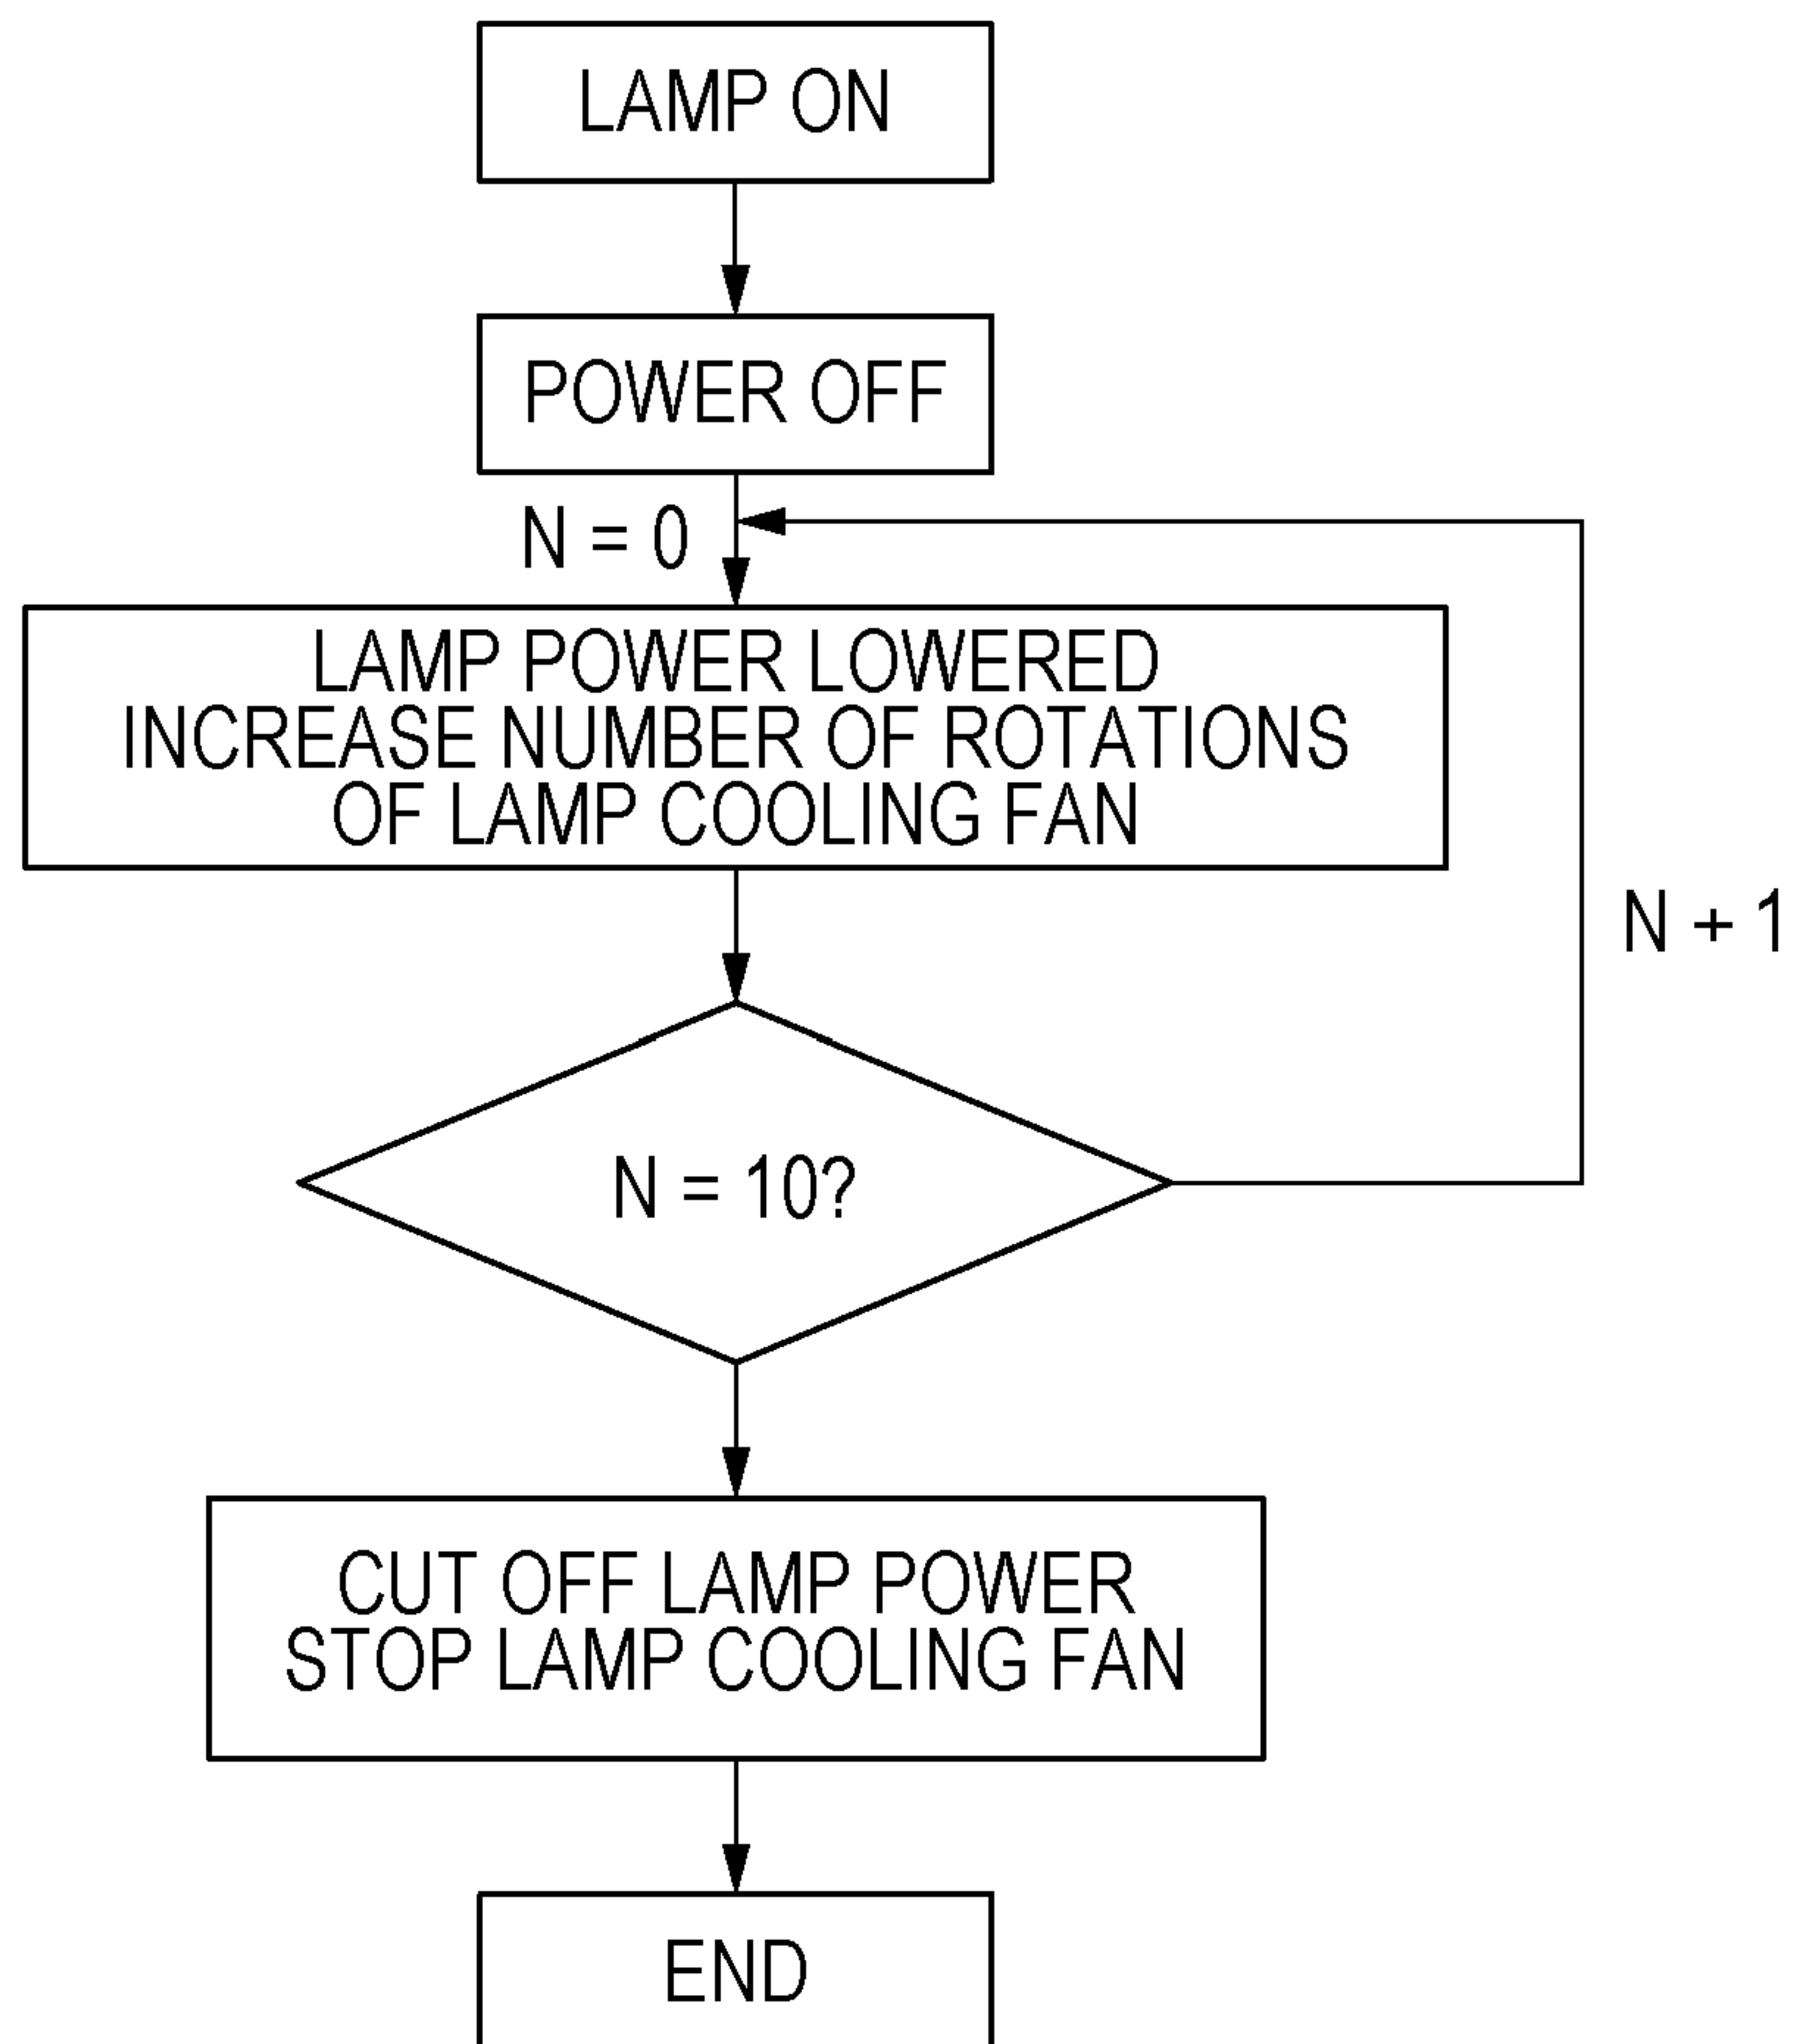 LAMP ON
POWER OFF
N = 0
LAMP POWER LOWERED
INCREASE NUMBER OF ROTATIONS
OF LAMP COOLING FAN
N + 1
N = 10?
CUT OFF LAMP POWER
STOP LAMP COOLING FAN
END